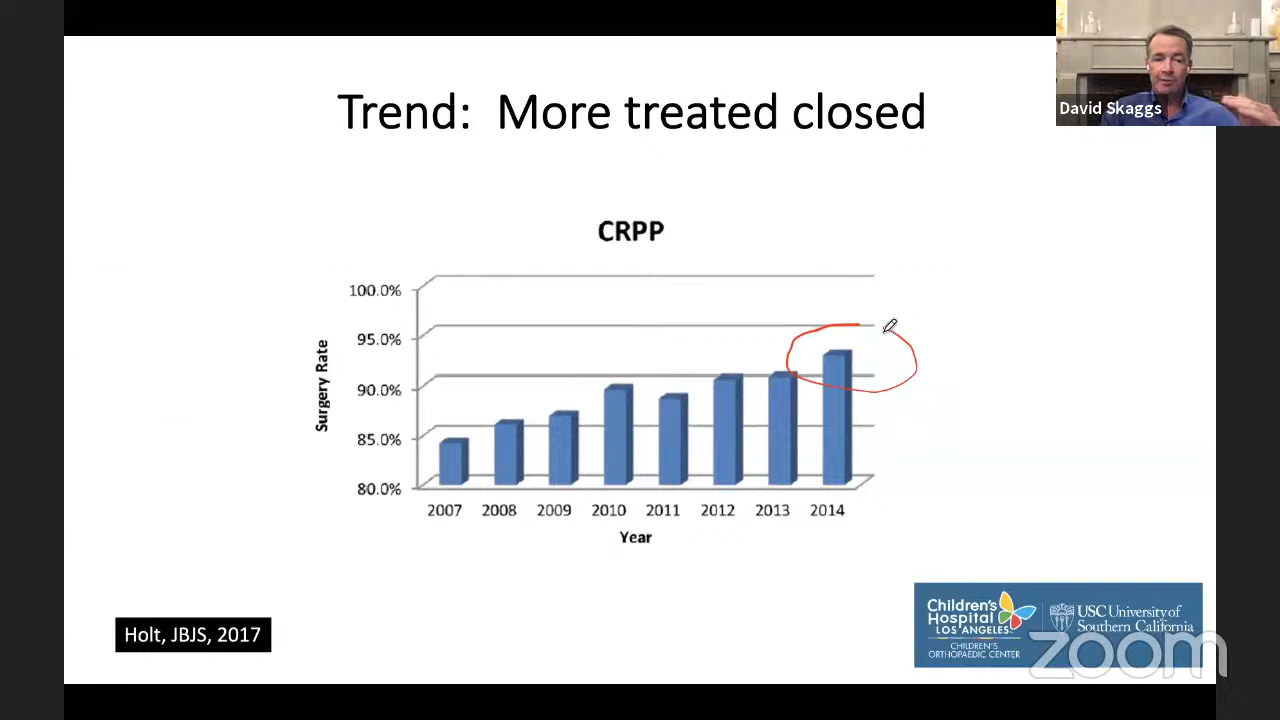 David Skaggs
Trend: More treated closed
CRPP
100.0%
95.0%
90.0%
85.0%
80.0%
Surgery Rate
2007 2008 2009 2010 2011 2012 2013 2014
Year
Holt, JBJS, 2017
Children's
Hospital
LOS ANGELES
CHILDREN'S
ORTHOPAEDIC CENTER
USC University of
Southern California
zoom